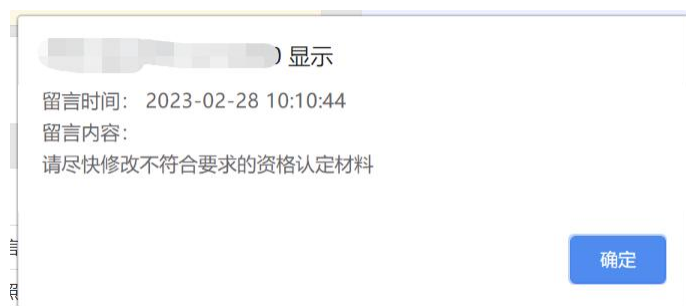 0 显示
留言时间： 2023-02-28 10:10:44
留言内容：
请尽快修改不符合要求的资格认定材料
确定